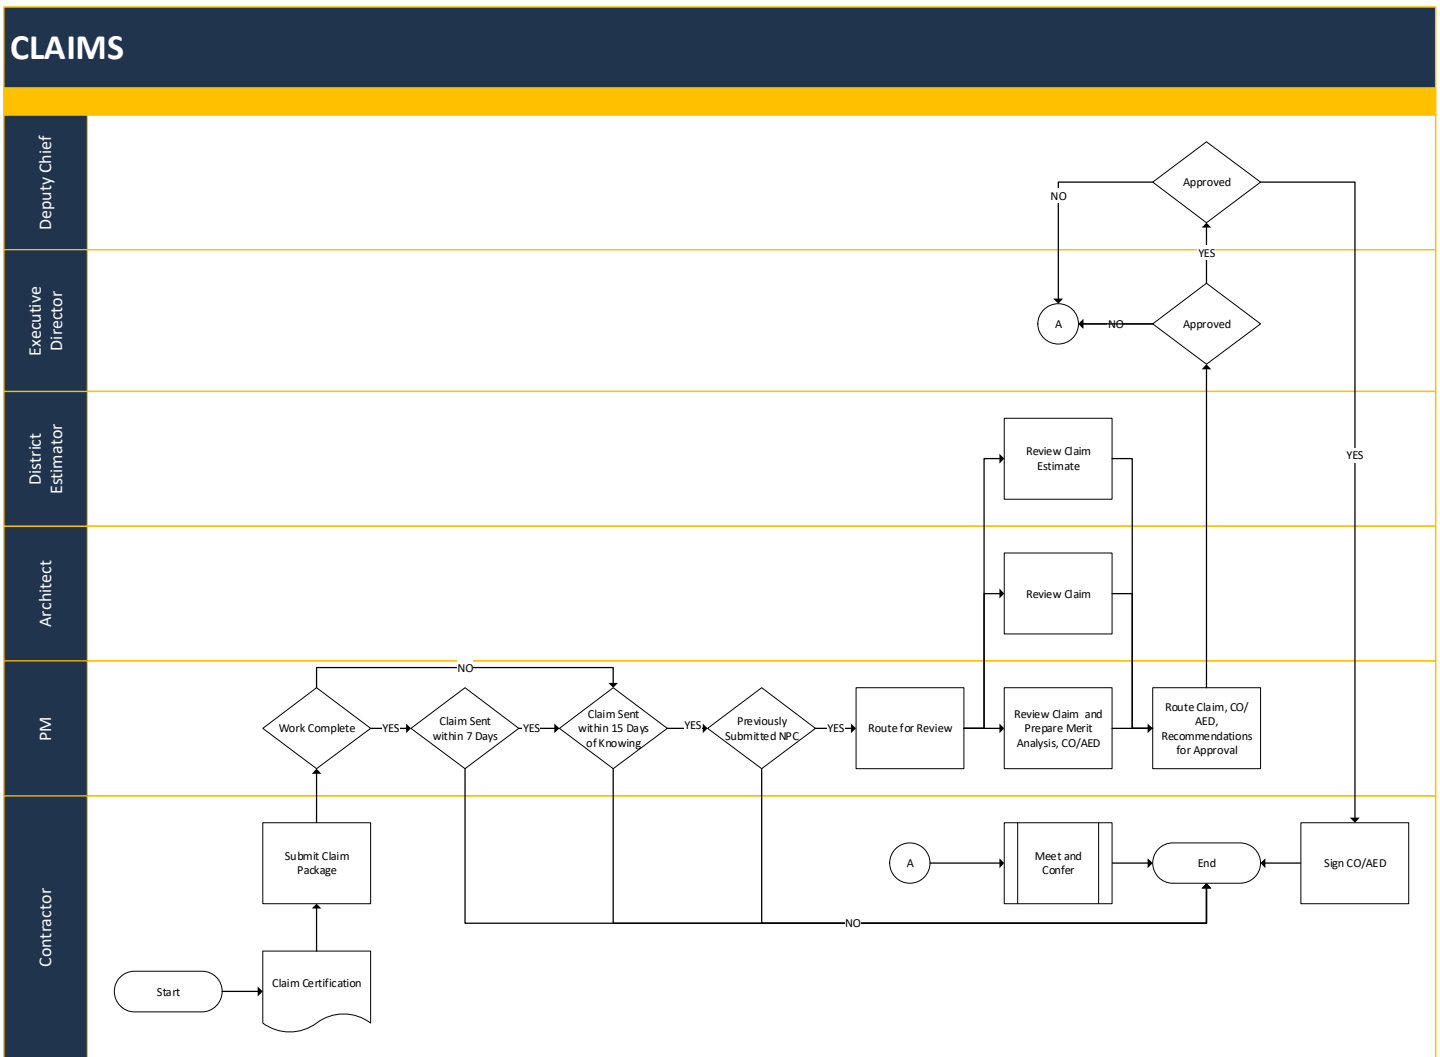 CLAIMS
Deputy Chief
Approved
NO
YES
Executive
Director
A
NO
Approved
District
Estimator
Review Claim
Estimate
YES
Architect
Review Claim
PM
NO
Work Complete
YES
Claim Sent
within 7 Days
YES
Claim Sent
within 15 Days
of Knowing
YES
Previously
Submitted NPC
YES
Route for Review
Review Claim and
Prepare Merit
Analysis, CO/AED
Route Claim, CO/
AED,
Recommendations
for Approval
Contractor
Submit Claim
Package
A
Meet and
Confer
End
Sign CO/AED
NO
Start
Claim Certification